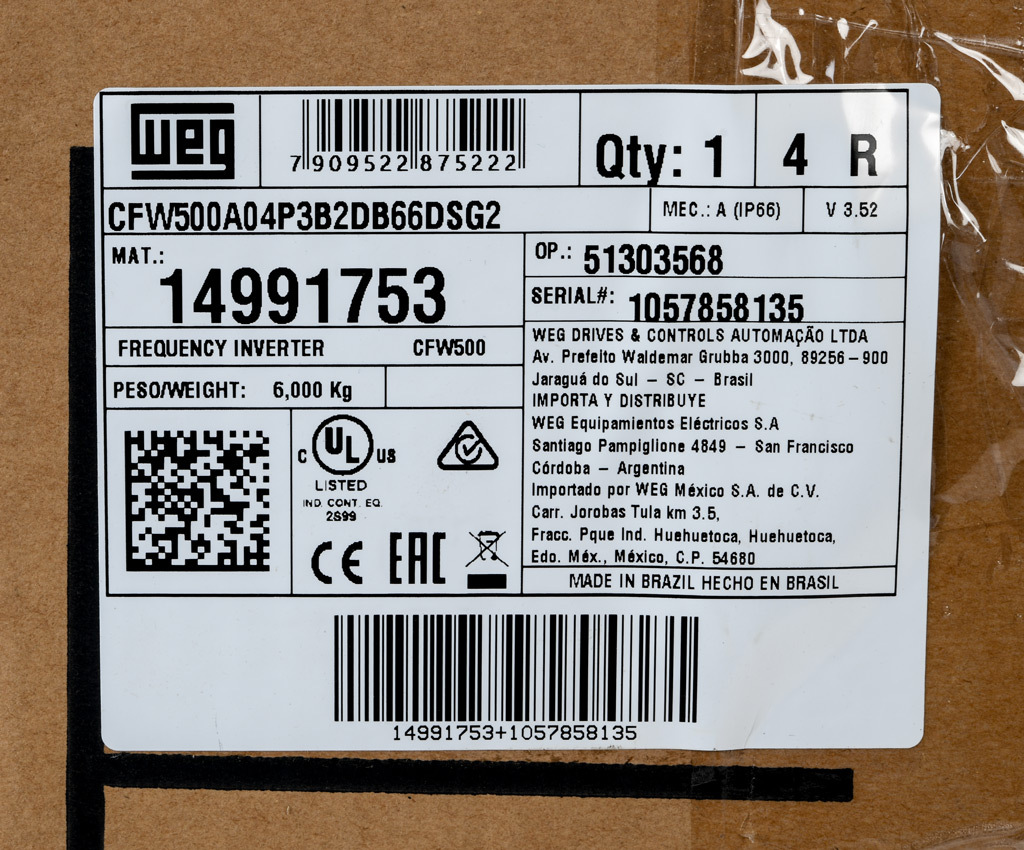 weg
7 909522 875222
Qty: 1
4 R
CFW500A04P3B2DB66DSG2
MEC.: A (IP66)
V 3.52
MAT.:
14991753
OP.: 51303568
SERIAL#: 1057858135
FREQUENCY INVERTER CFW500
PESO/WEIGHT: 6,000 Kg
WEG DRIVES & CONTROLS AUTOMAÇÃO LTDA
Av. Prefeito Waldemar Grubba 3000, 89256-900
Jaraguá do Sul - SC - Brasil
IMPORTA Y DISTRIBUYE
WEG Equipamientos Eléctricos S.A
Santiago Pampiglione 4849 - San Francisco
Córdoba - Argentina
Importado por WEG México S.A. de C.V.
Carr. Jorobas Tula km 3.5,
Fracc. Pque Ind. Huehuetoca, Huehuetoca,
Edo. Méx., México, C.P. 54680
MADE IN BRAZIL HECHO EN BRASIL
C UL US
LISTED
IND. CONT. EQ.
2S99
CE EAC
14991753+1057858135